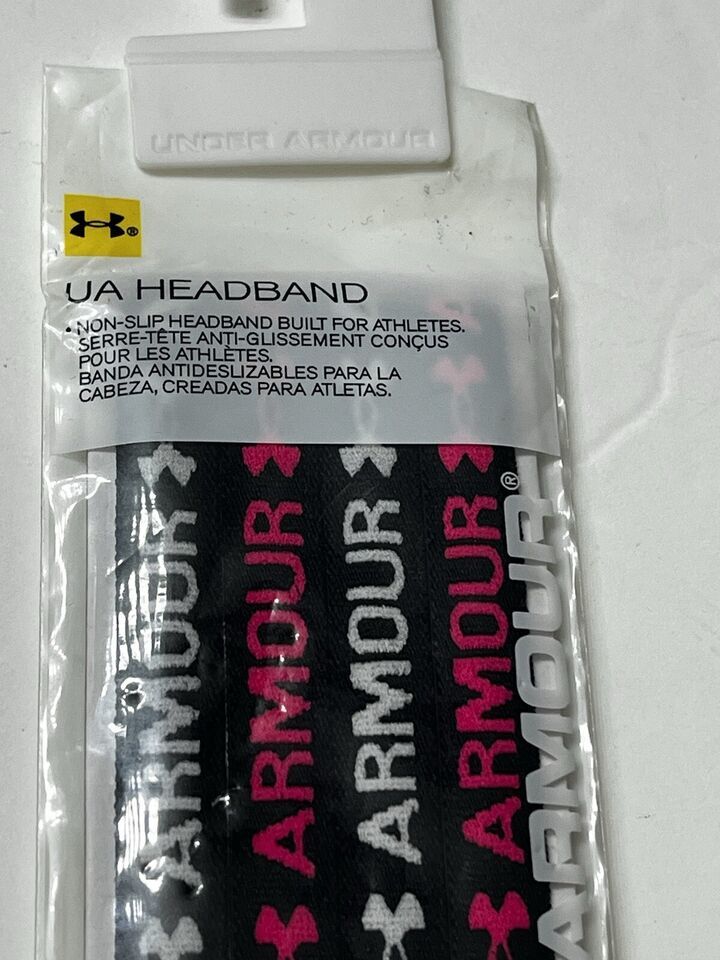 UNDER ARMOUR
®
UA HEADBAND
• NON-SLIP HEADBAND BUILT FOR ATHLETES.
SERRE-TÊTE ANTI-GLISSEMENT CONÇUS
POUR LES ATHLÈTES.
BANDA ANTIDESLIZABLES PARA LA
CABEZA, CREADAS PARA ATLETAS.
ARMOUR
ARMOUR
ARMOUR
ARMOUR
ARMOUR®